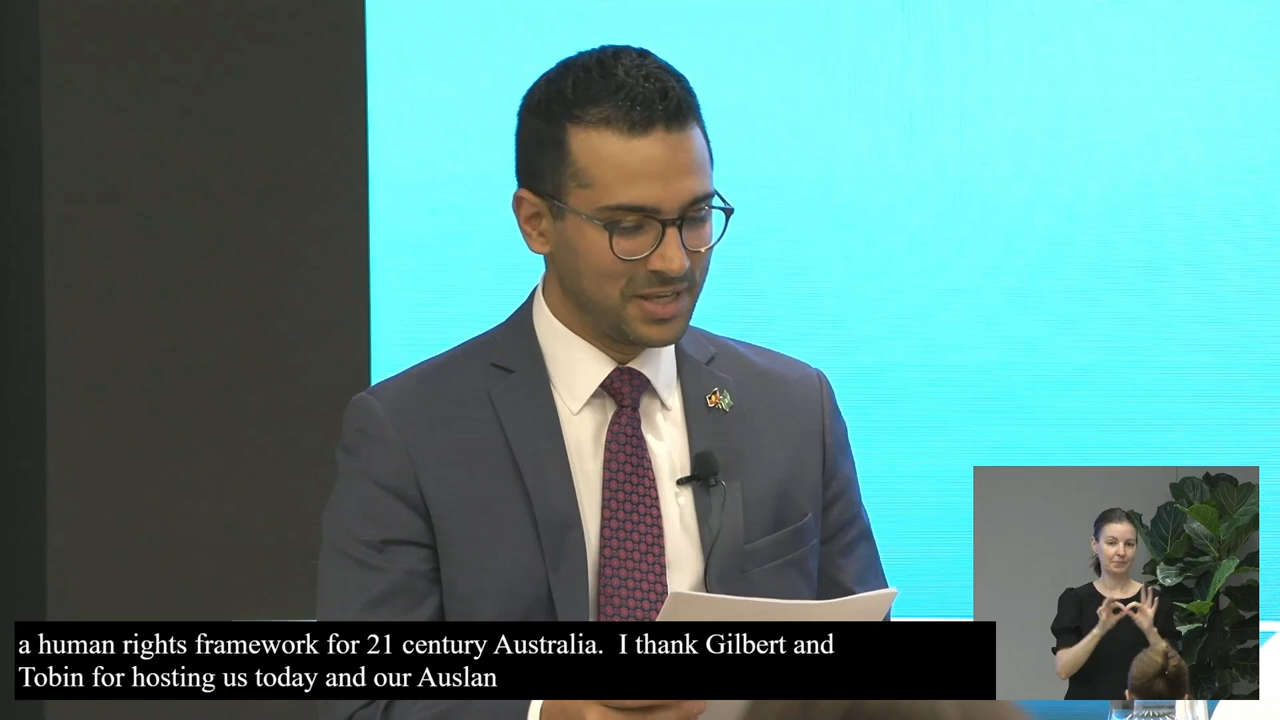 a human rights framework for 21 century Australia.  I thank Gilbert and
Tobin for hosting us today and our Auslan